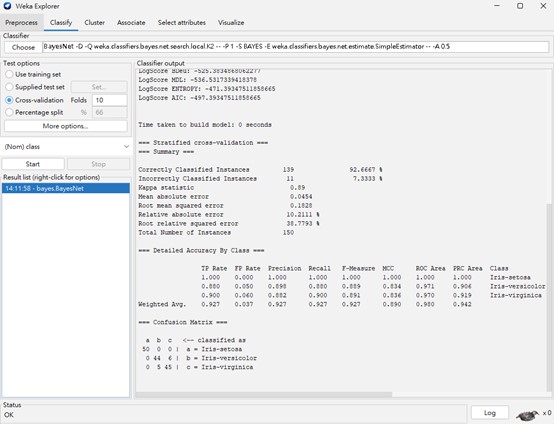 Weka Explorer
Preprocess Classify Cluster Associate Select attributes Visualize
Classifier
Choose BayesNet -D -Q weka.classifiers.bayes.net.search.local.K2 -- -P 1 -S BAYES -E weka.classifiers.bayes.net.estimate.SimpleEstimator -- -A 0.5
Test options
Use training set
Supplied test set Set...
Cross-validation Folds 10
Percentage split % 66
More options...
(Nom) class
Start Stop
Result list (right-click for options)
14:11:58 - bayes.BayesNet
Classifier output
LogScore BDeu: -525.3834868062277
LogScore MDL: -536.5317339418378
LogScore ENTROPY: -471.39347511858665
LogScore AIC: -497.39347511858665
Time taken to build model: 0 seconds
=== Stratified cross-validation ===
=== Summary ===
Correctly Classified Instances 139 92.6667 %
Incorrectly Classified Instances 11 7.3333 %
Kappa statistic 0.89
Mean absolute error 0.0454
Root mean squared error 0.1828
Relative absolute error 10.2111 %
Root relative squared error 38.7793 %
Total Number of Instances 150
=== Detailed Accuracy By Class ===
TP Rate FP Rate Precision Recall F-Measure MCC ROC Area PRC Area Class
1.000 0.000 1.000 1.000 1.000 1.000 1.000 1.000 Iris-setosa
0.880 0.050 0.898 0.880 0.889 0.834 0.971 0.906 Iris-versicolor
0.900 0.060 0.882 0.900 0.891 0.836 0.970 0.919 Iris-virginica
Weighted Avg. 0.927 0.037 0.927 0.927 0.927 0.890 0.980 0.942
=== Confusion Matrix ===
a b c <-- classified as
50 0 0 | a = Iris-setosa
0 44 6 | b = Iris-versicolor
0 5 45 | c = Iris-virginica
Status
OK
Log x 0